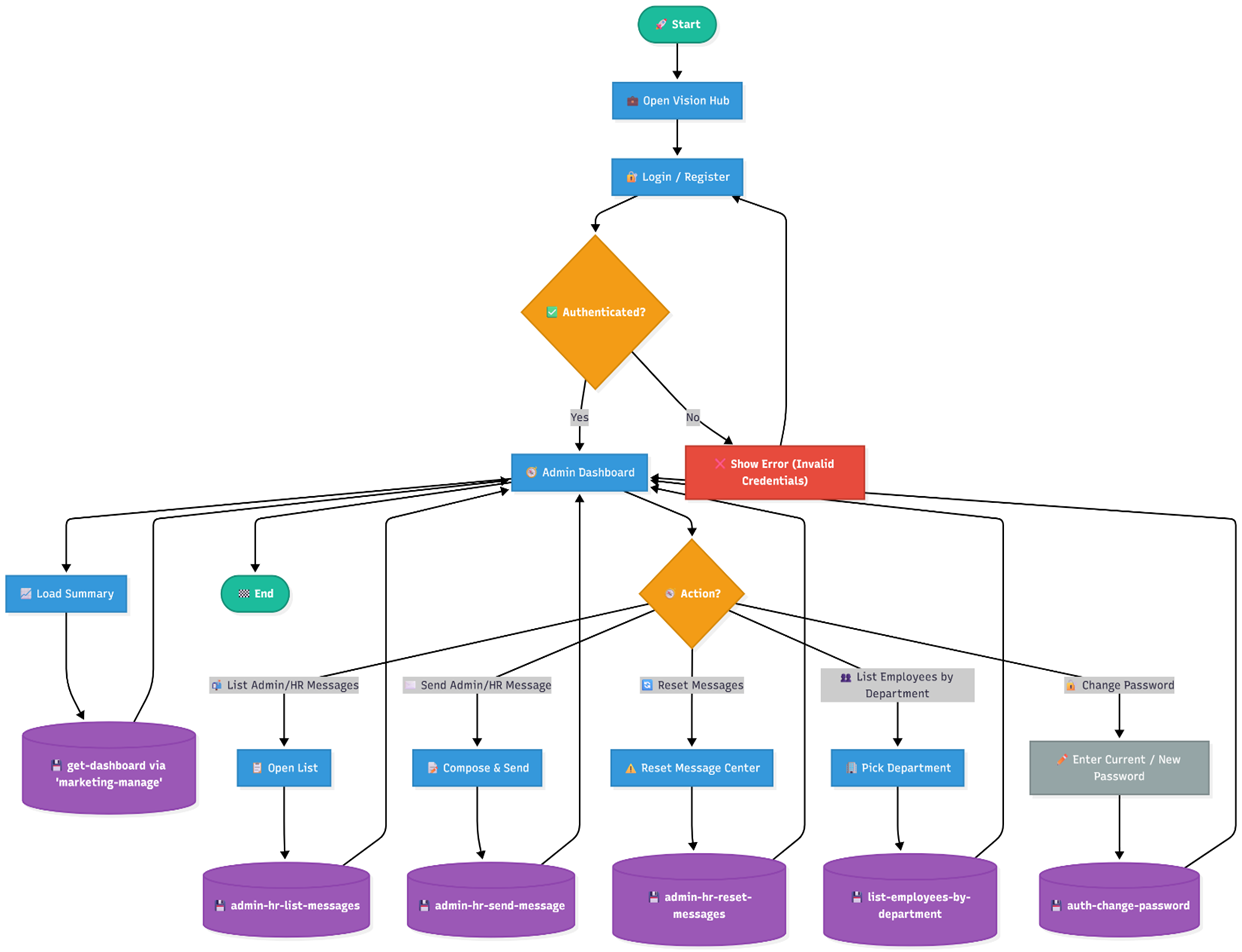 🚀 Start
💼 Open Vision Hub
🔐 Login / Register
✅ Authenticated?
Yes
No
🧭 Admin Dashboard
❌ Show Error (Invalid
Credentials)
📈 Load Summary
🏁 End
🧭 Action?
📬 List Admin/HR Messages
✉️ Send Admin/HR Message
🔄 Reset Messages
👥 List Employees by
Department
🔒 Change Password
💾 get-dashboard via
'marketing-manage'
📋 Open List
📝 Compose & Send
⚠️ Reset Message Center
🏢 Pick Department
Enter Current / New
Password
💾 admin-hr-list-messages
💾 admin-hr-send-message
💾 admin-hr-reset-
messages
💾 list-employees-by-
department
💾 auth-change-password